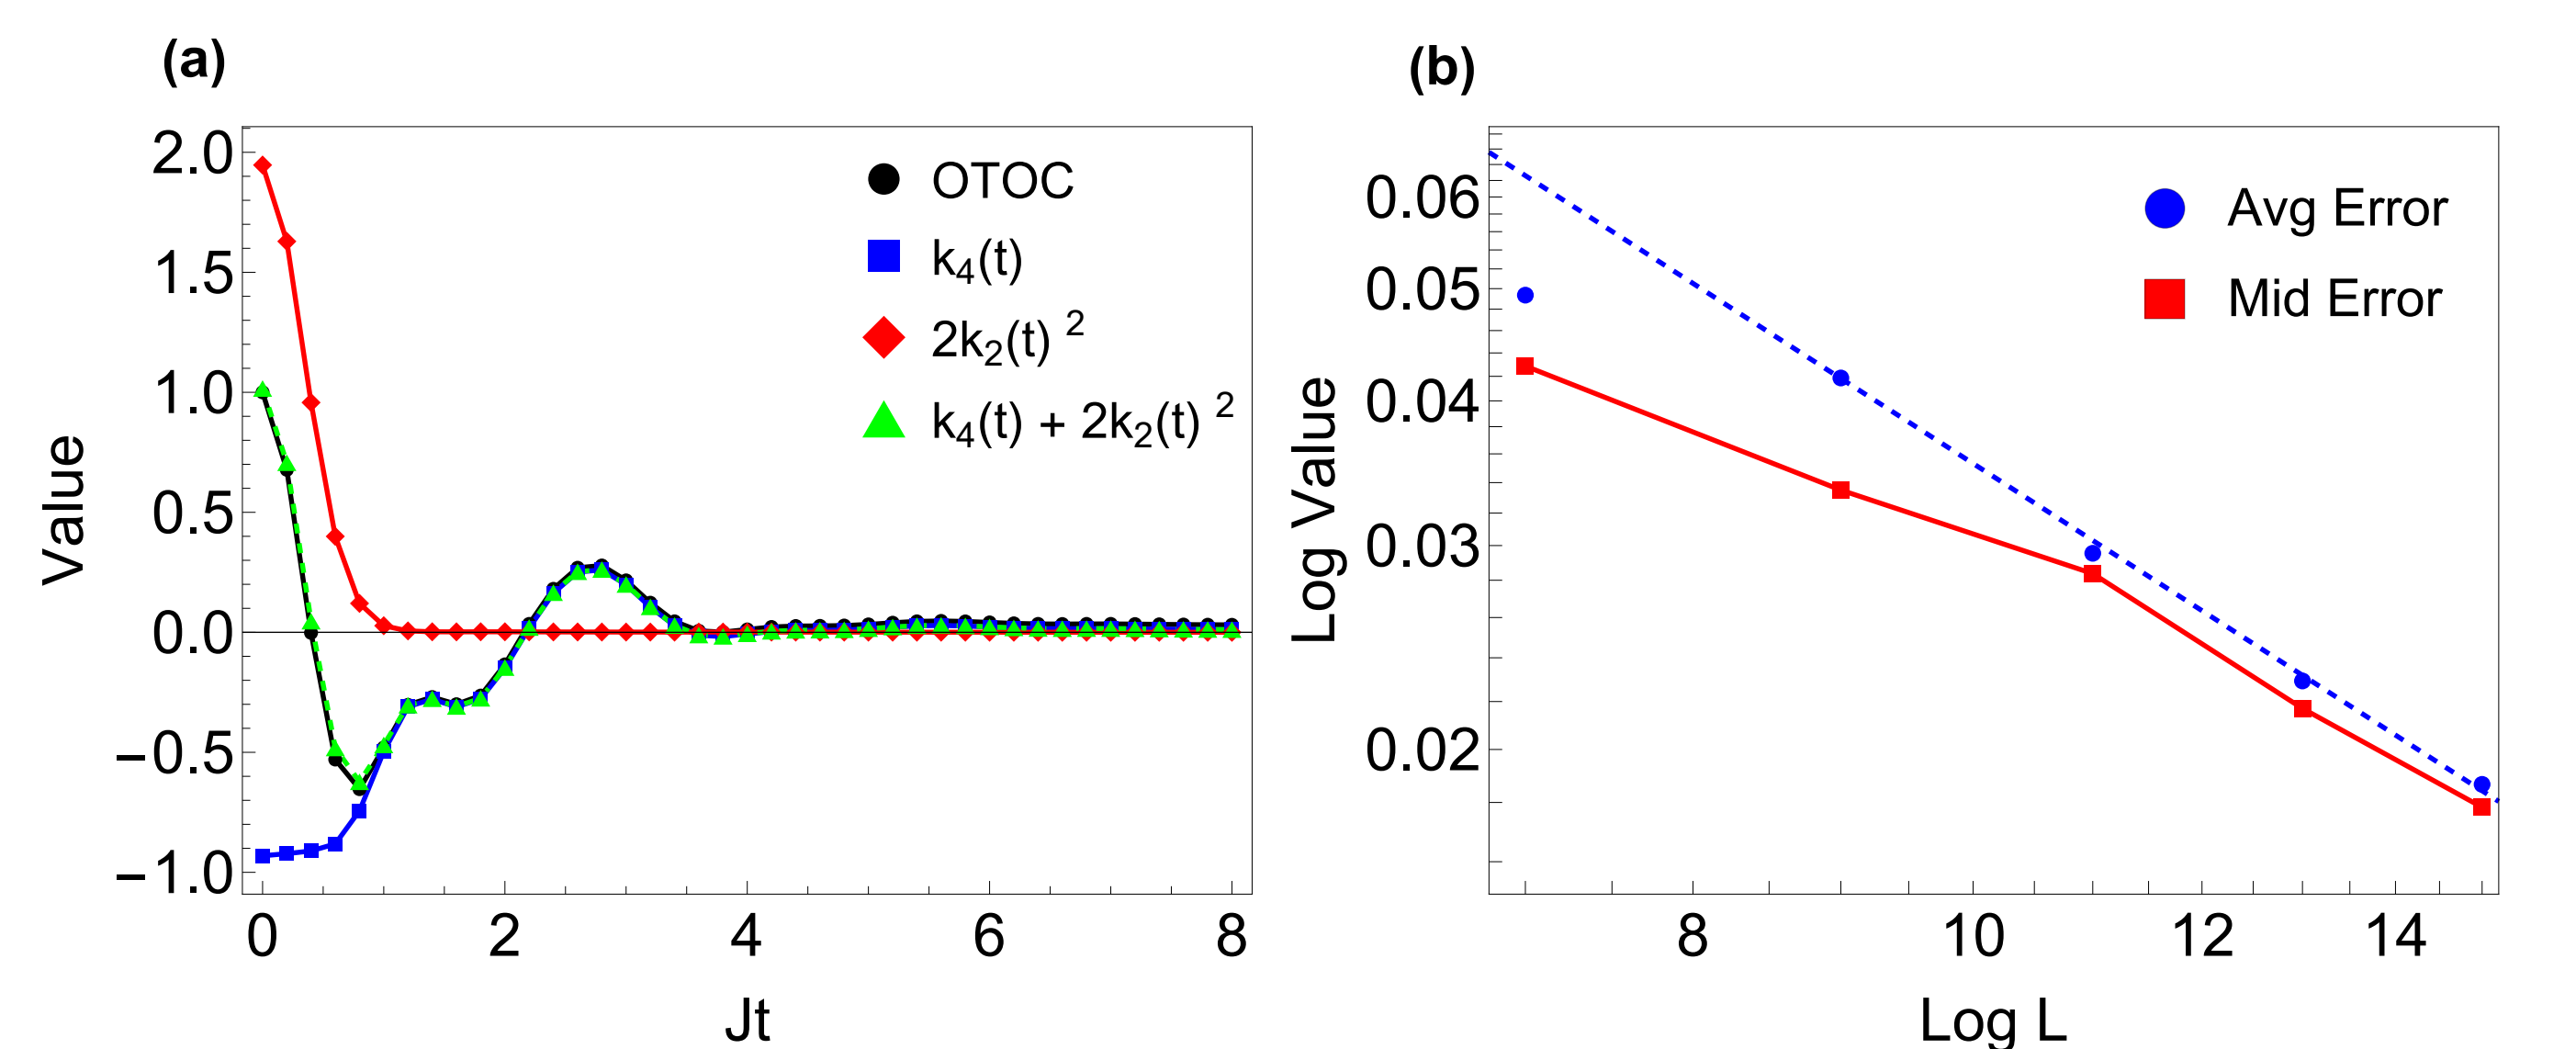 (a)
2.0
1.5
1.0
0.5
0.0
−0.5
−1.0
Value
0 2 4 6 8
Jt
OTOC
k₄(t)
2k₂(t) ²
k₄(t) + 2k₂(t) ²
(b)
0.06
0.05
0.04
0.03
0.02
Log Value
8 10 12 14
Log L
Avg Error
Mid Error